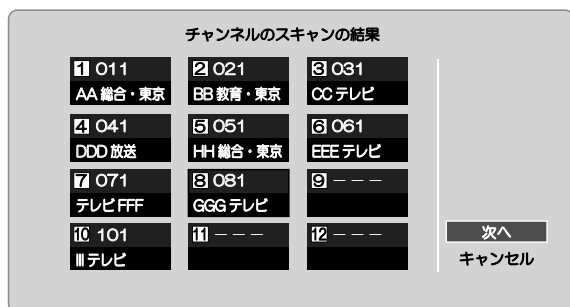 チャンネルのスキャンの結果
1 011
AA 総合・東京
2 021
BB 教育・東京
3 031
CC テレビ
4 041
DDD 放送
5 051
HH 総合・東京
6 061
EEE テレビ
7 071
テレビ FFF
8 081
GGG テレビ
9 －－－
10 101
III テレビ
11 －－－
12 －－－
次へ
キャンセル